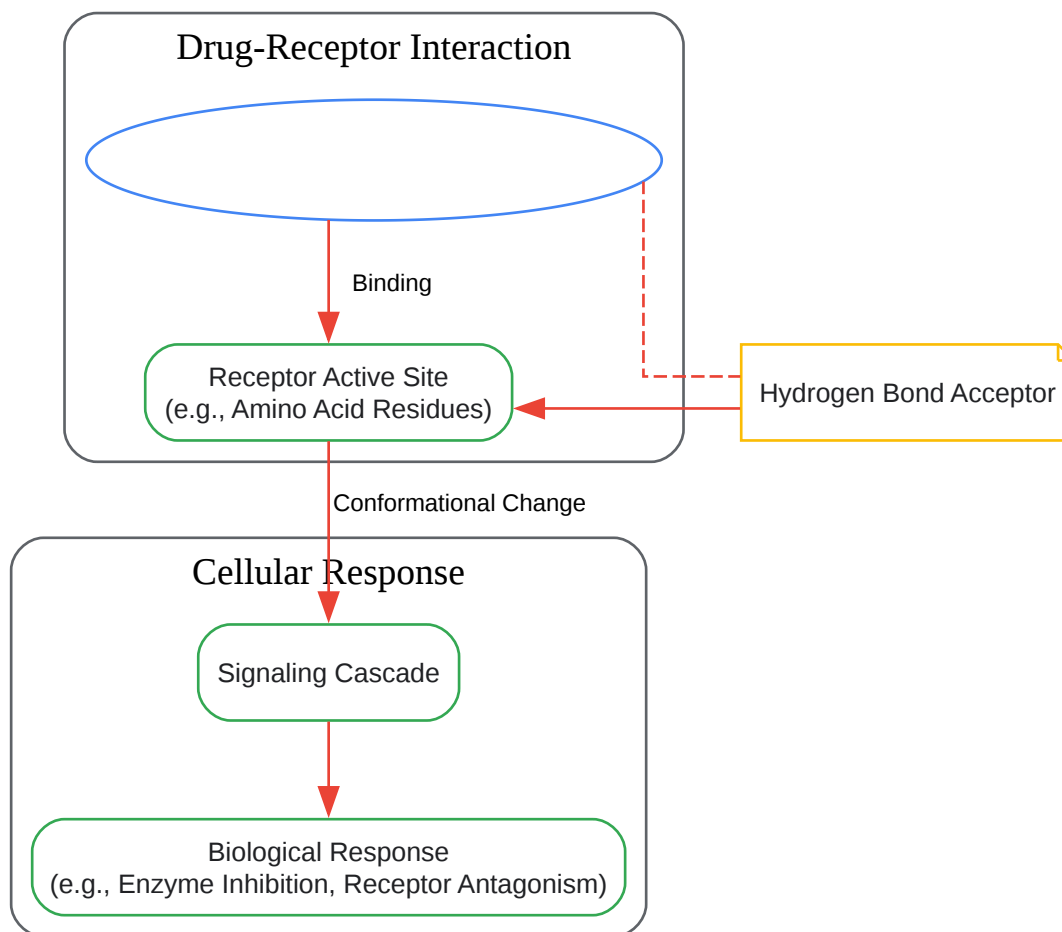 Drug-Receptor Interaction
Binding
Receptor Active Site
(e.g., Amino Acid Residues)
Hydrogen Bond Acceptor
Conformational Change
Cellular Response
Signaling Cascade
Biological Response
(e.g., Enzyme Inhibition, Receptor Antagonism)